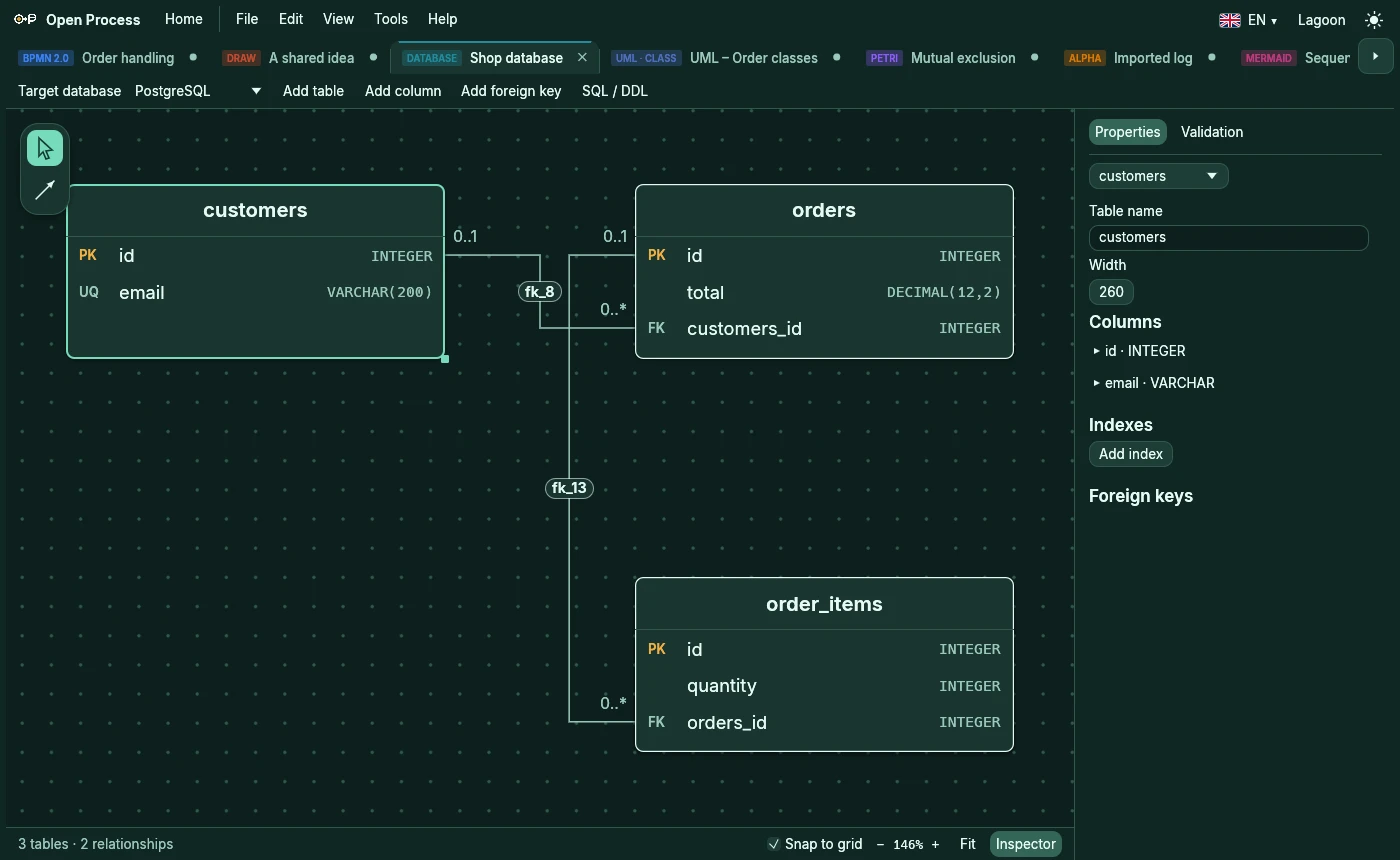 Open Process Home File Edit View Tools Help EN Lagoon
BPMN 2.0 Order handling DRAW A shared idea DATABASE Shop database UML · CLASS UML – Order classes PETRI Mutual exclusion ALPHA Imported log MERMAID Sequer
Target database PostgreSQL Add table Add column Add foreign key SQL / DDL
customers
PK id INTEGER
UQ email VARCHAR(200)
0..1
fk_8
0..1
0..*
orders
PK id INTEGER
total DECIMAL(12,2)
FK customers_id INTEGER
fk_13
0..*
order_items
PK id INTEGER
quantity INTEGER
FK orders_id INTEGER
Properties Validation
customers
Table name
customers
Width
260
Columns
id · INTEGER
email · VARCHAR
Indexes
Add index
Foreign keys
3 tables · 2 relationships Snap to grid − 146% + Fit Inspector